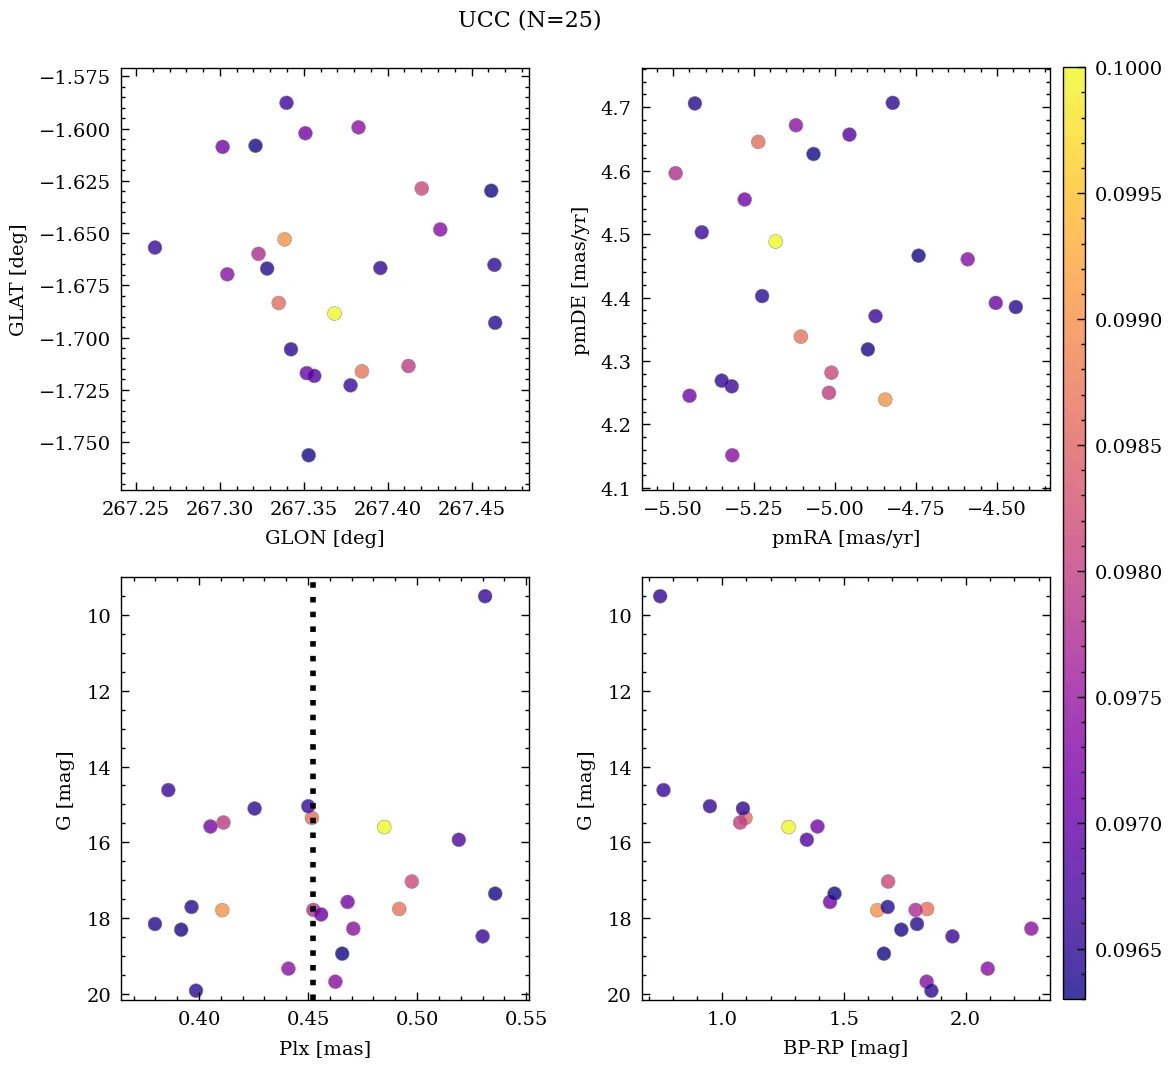 UCC (N=25)
−1.575
−1.600
−1.625
−1.650
−1.675
−1.700
−1.725
−1.750
GLAT [deg]
267.25 267.30 267.35 267.40 267.45
GLON [deg]
4.7
4.6
4.5
4.4
4.3
4.2
4.1
pmDE [mas/yr]
−5.50 −5.25 −5.00 −4.75 −4.50
pmRA [mas/yr]
0.1000
0.0995
0.0990
0.0985
0.0980
0.0975
0.0970
0.0965
10
12
14
16
18
20
G [mag]
0.40 0.45 0.50 0.55
Plx [mas]
10
12
14
16
18
20
G [mag]
1.0 1.5 2.0
BP-RP [mag]